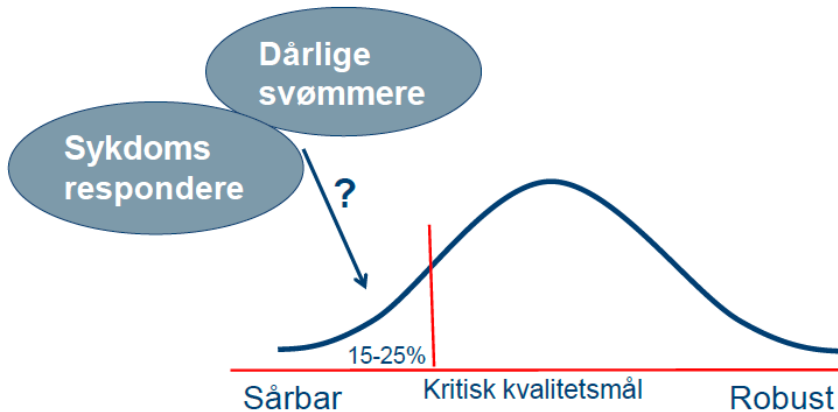 Dårlige
svømmere
Sykdoms
respondere
?
15-25%
Sårbar
Kritisk kvalitetsmål
Robust